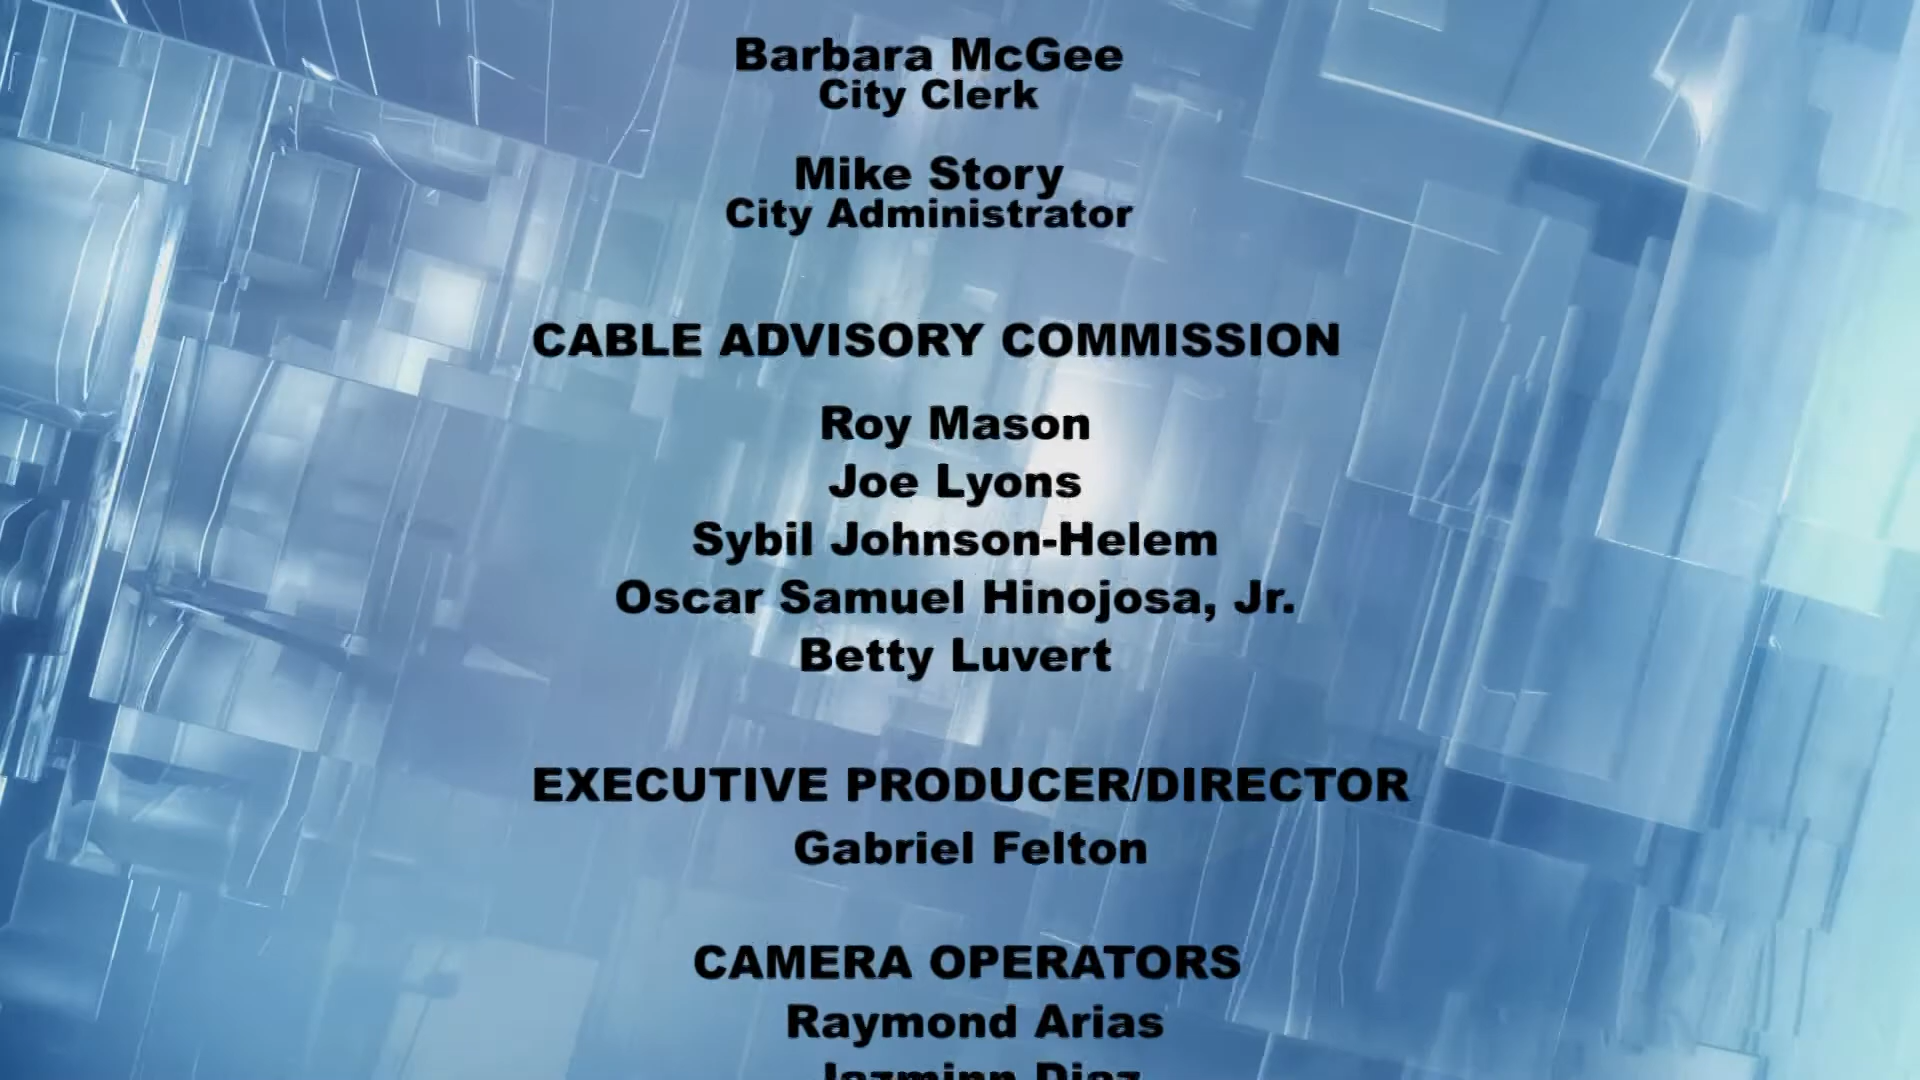 Barbara McGee
City Clerk
Mike Story
City Administrator
CABLE ADVISORY COMMISSION
Roy Mason
Joe Lyons
Sybil Johnson-Helem
Oscar Samuel Hinojosa, Jr.
Betty Luvert
EXECUTIVE PRODUCER/DIRECTOR
Gabriel Felton
CAMERA OPERATORS
Raymond Arias